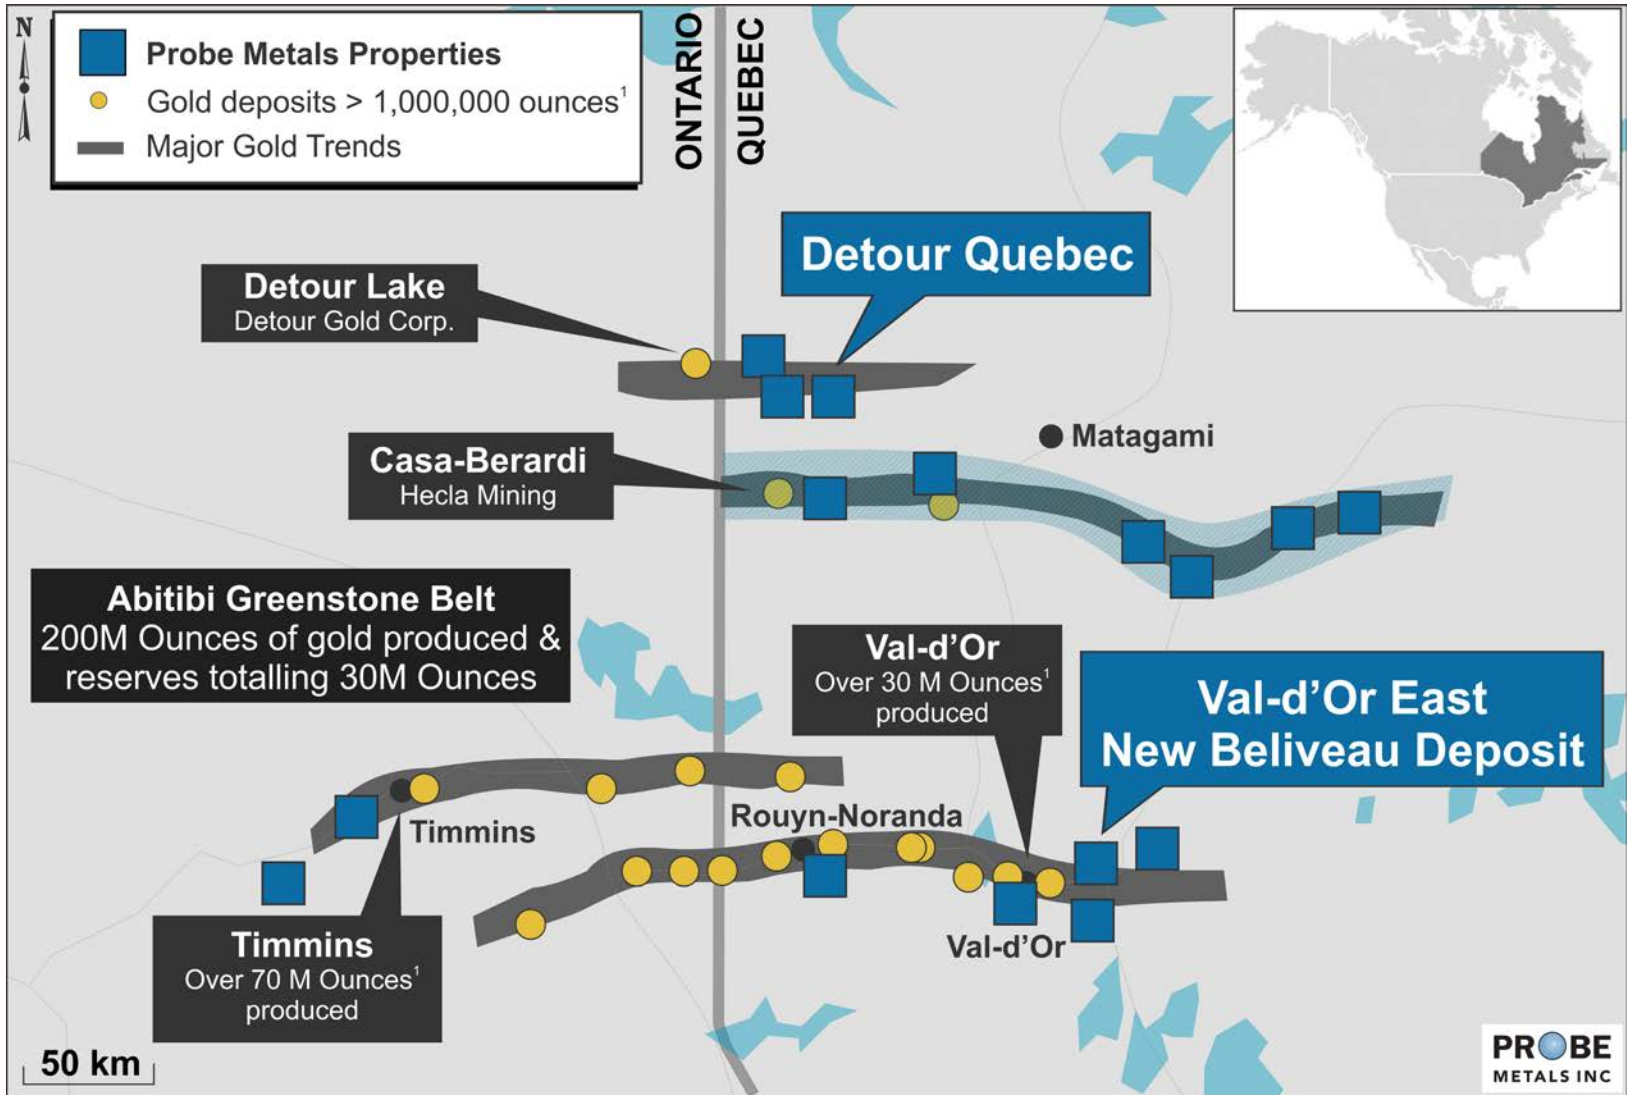 N
Probe Metals Properties
Gold deposits > 1,000,000 ounces¹
Major Gold Trends
ONTARIO
QUEBEC
Detour Quebec
Detour Lake
Detour Gold Corp.
Casa-Berardi
Hecla Mining
Matagami
Abitibi Greenstone Belt
200M Ounces of gold produced &
reserves totalling 30M Ounces
Val-d'Or
Over 30 M Ounces¹
produced
Val-d'Or East
New Beliveau Deposit
Rouyn-Noranda
Timmins
Val-d'Or
Timmins
Over 70 M Ounces¹
produced
50 km
PROBE
METALS INC